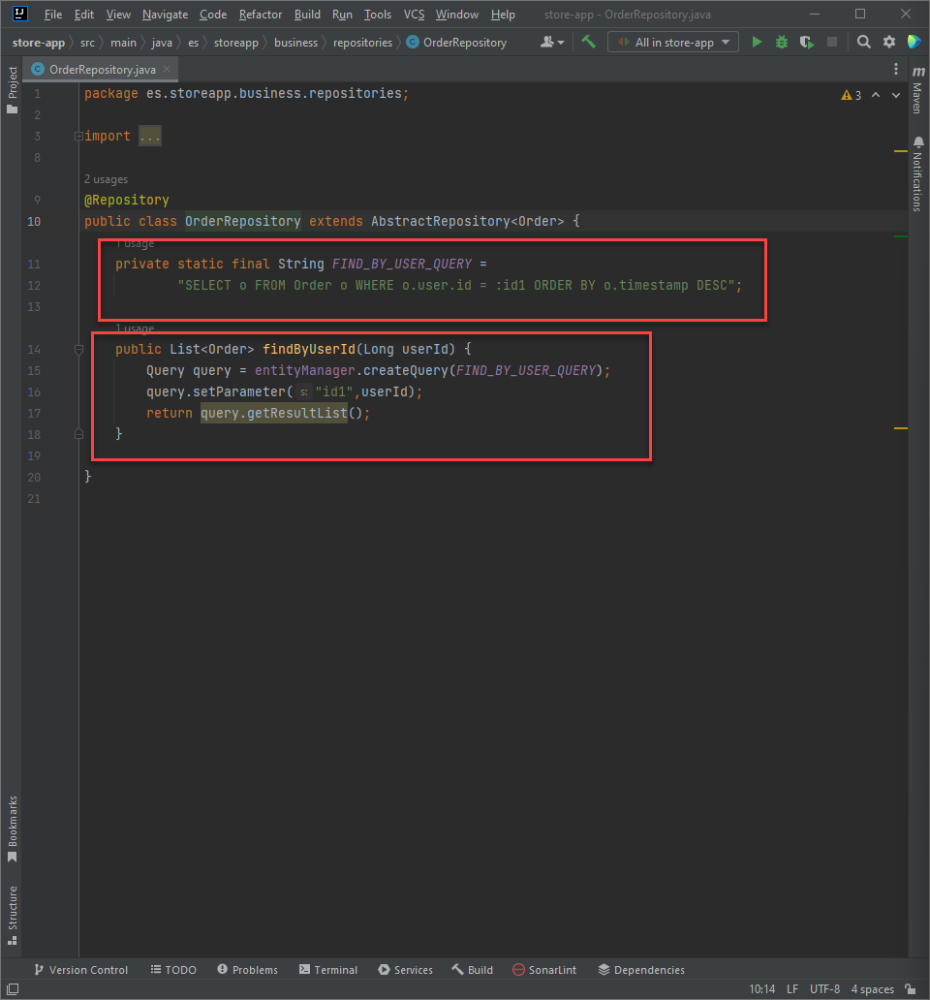 File Edit View Navigate Code Refactor Build Run Tools VCS Window Help store-app - OrderRepository.java
store-app src main java es storeapp business repositories OrderRepository All in store-app
OrderRepository.java
Project
Maven
Notifications
1 package es.storeapp.business.repositories;
3
2
3 import ...
8
2 usages
9 @Repository
10 public class OrderRepository extends AbstractRepository<Order> {
1 usage
11 private static final String FIND_BY_USER_QUERY =
12 "SELECT o FROM Order o WHERE o.user.id = :id1 ORDER BY o.timestamp DESC";
13
1 usage
14 public List<Order> findByUserId(Long userId) {
15 Query query = entityManager.createQuery(FIND_BY_USER_QUERY);
16 query.setParameter( s: "id1",userId);
17 return query.getResultList();
18 }
19
20 }
21
Bookmarks
Structure
Version Control TODO Problems Terminal Services Build SonarLint Dependencies
10:14 LF UTF-8 4 spaces